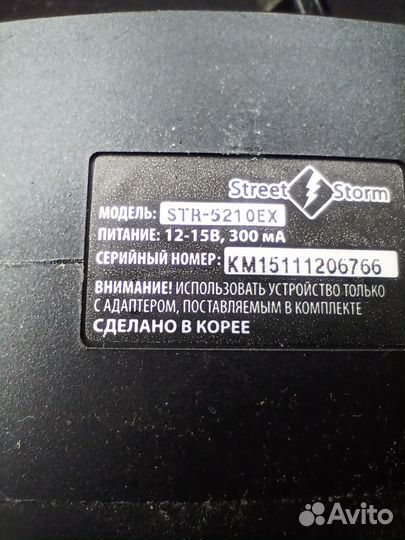 Street Storm
МОДЕЛЬ: STR-5210EX
ПИТАНИЕ: 12-15В, 300 мА
СЕРИЙНЫЙ НОМЕР: KM15111206766
ВНИМАНИЕ! ИСПОЛЬЗОВАТЬ УСТРОЙСТВО ТОЛЬКО
С АДАПТЕРОМ, ПОСТАВЛЯЕМЫМ В КОМПЛЕКТЕ
СДЕЛАНО В КОРЕЕ
Avito